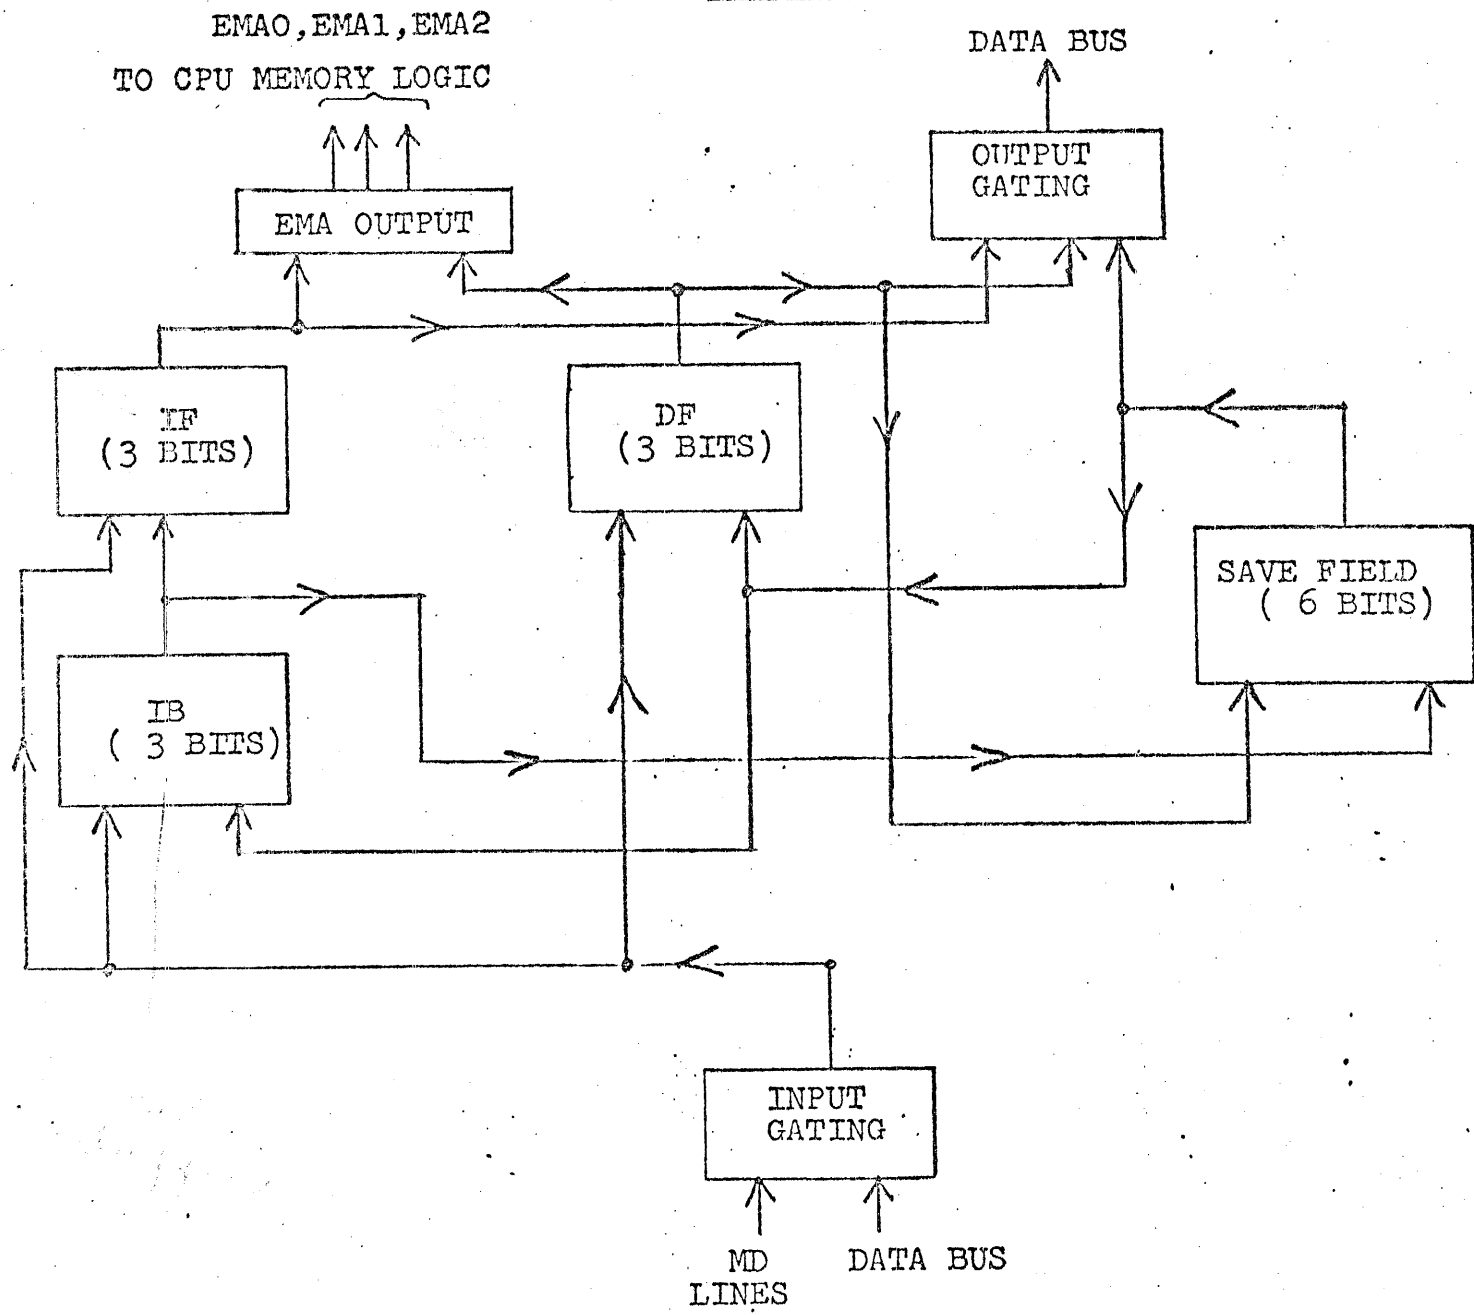 EMA0,EMA1,EMA2
TO CPU MEMORY LOGIC
DATA BUS
OUTPUT
GATING
EMA OUTPUT
IF
(3 BITS)
DF
(3 BITS)
SAVE FIELD
( 6 BITS)
IB
( 3 BITS)
INPUT
GATING
MD
LINES
DATA BUS